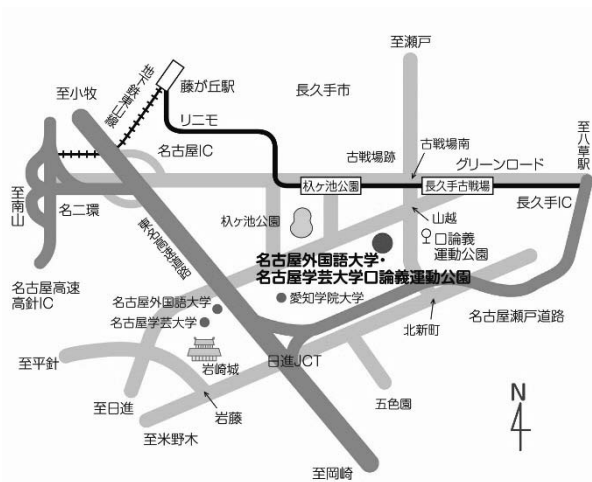 至瀬戸
地下鉄東山線
藤が丘駅
至小牧
リニモ
長久手市
名古屋IC
古戦場跡
古戦場南
グリーンロード
至八草駅
杁ヶ池公園
長久手古戦場
長久手IC
至南山
名二環
杁ヶ池公園
山越
口論義
運動公園
東名高速道路
名古屋外国語大学・
名古屋学芸大学口論義運動公園
名古屋高速
高針IC
名古屋外国語大学
愛知学院大学
名古屋学芸大学
名古屋瀬戸道路
北新町
岩崎城
日進JCT
至平針
至日進
岩藤
五色園
至米野木
至岡崎
N